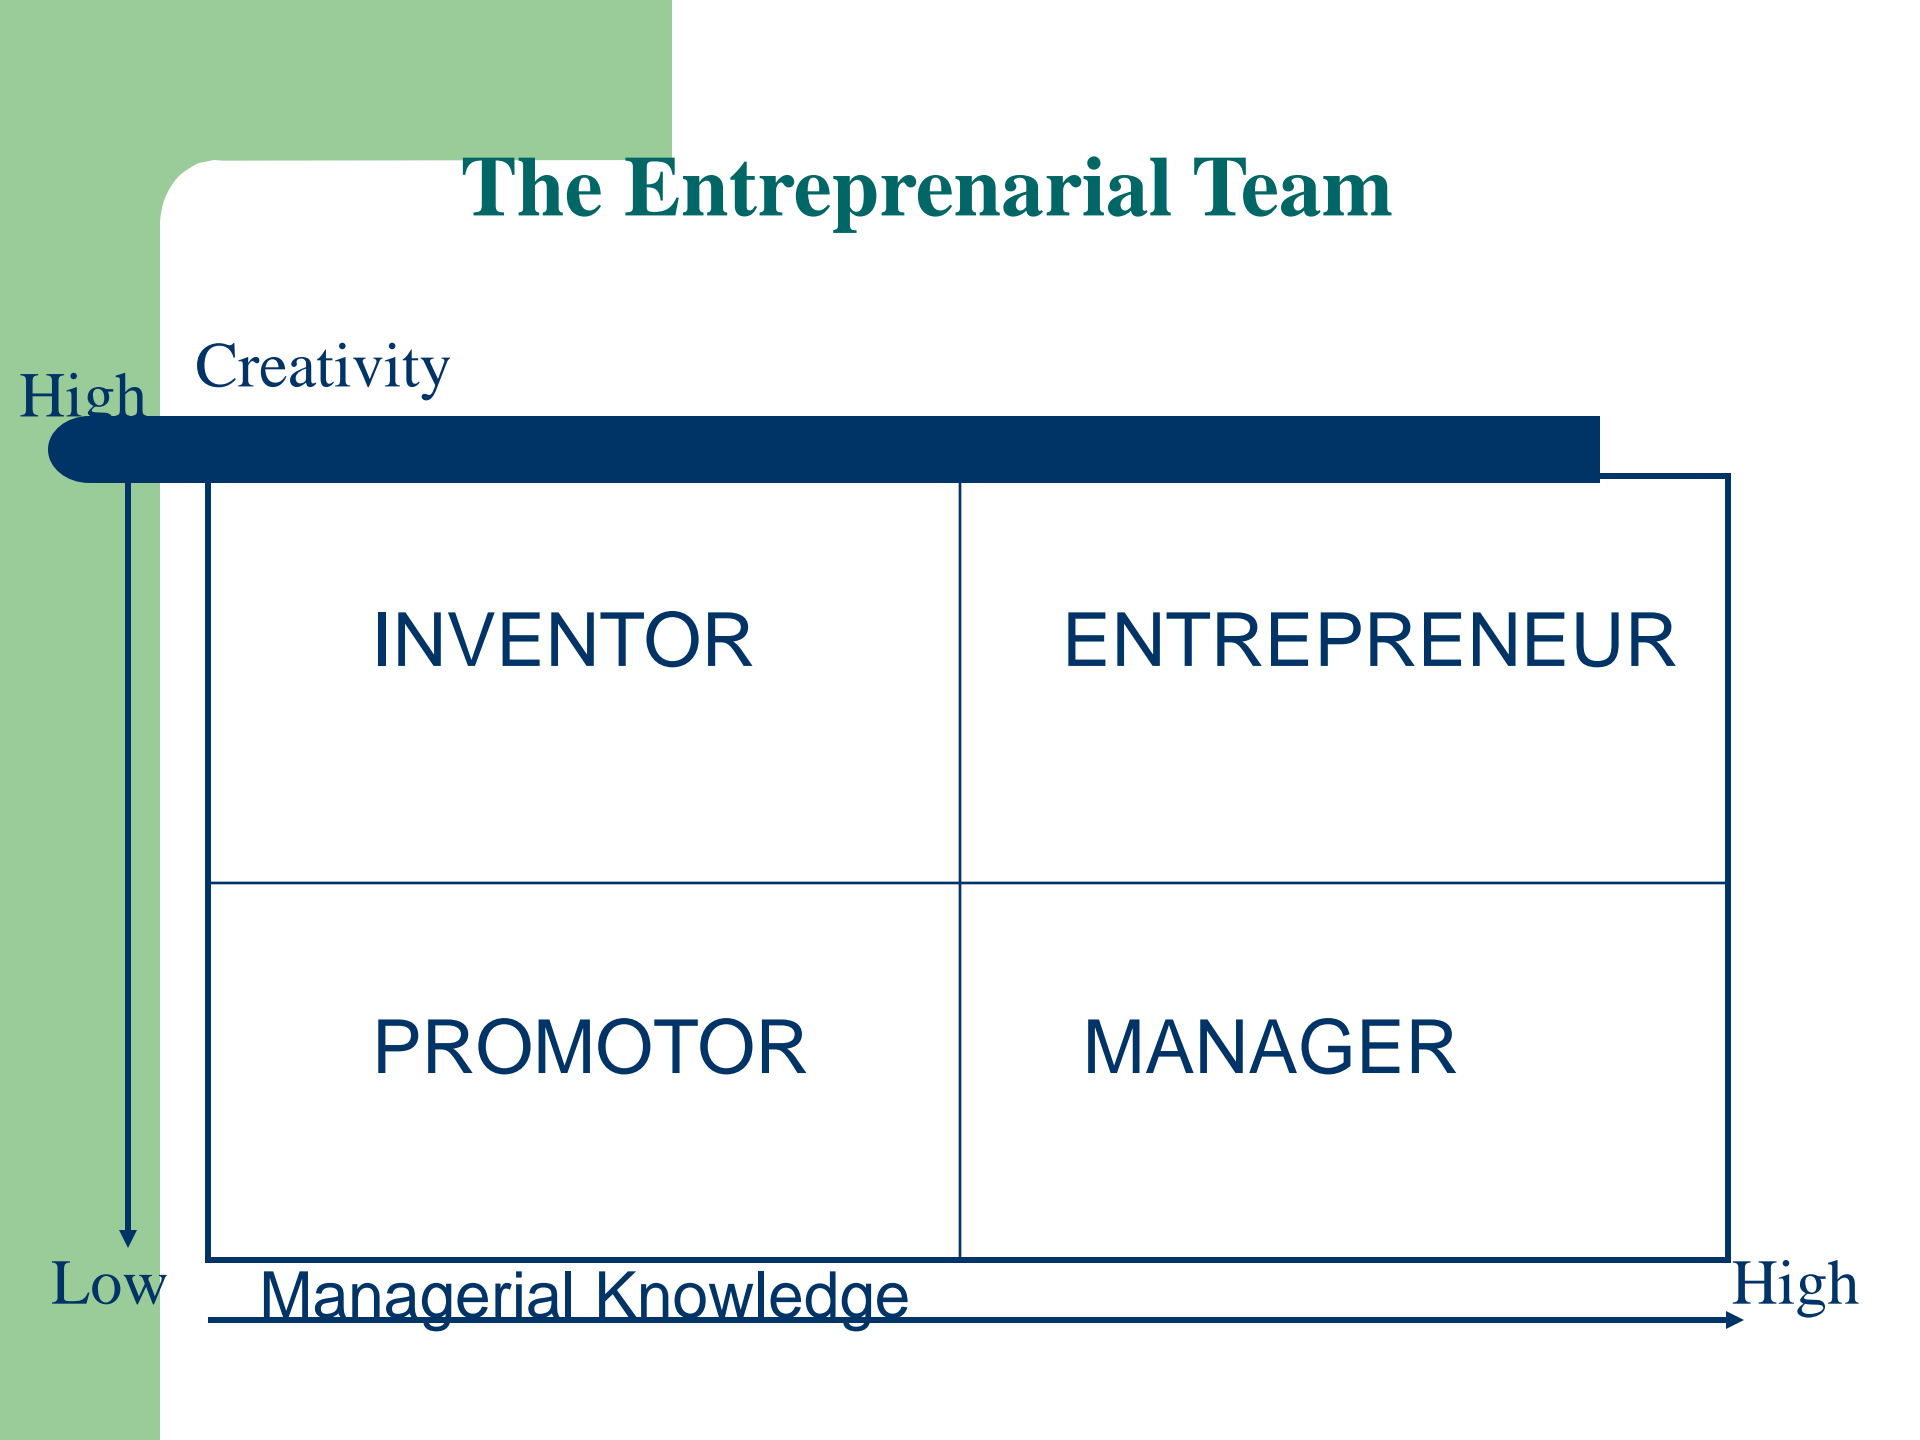 The Entreprenarial Team
Creativity
High
INVENTOR
ENTREPRENEUR
PROMOTOR
MANAGER
Low
Managerial Knowledge
High